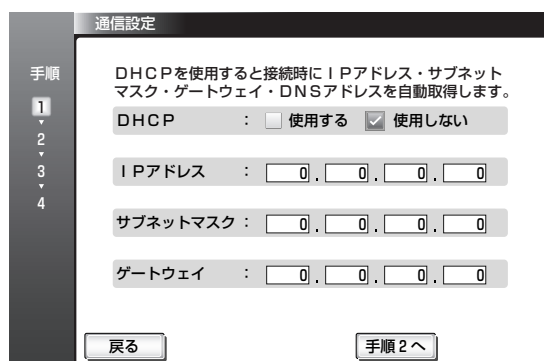 通信設定
手順
1
2
3
4
DHCPを使用すると接続時にIPアドレス・サブネット
マスク・ゲートウェイ・DNSアドレスを自動取得します。
DHCP : 使用する 使用しない
IPアドレス : 0 . 0 . 0 . 0
サブネットマスク : 0 . 0 . 0 . 0
ゲートウェイ : 0 . 0 . 0 . 0
戻る 手順2へ